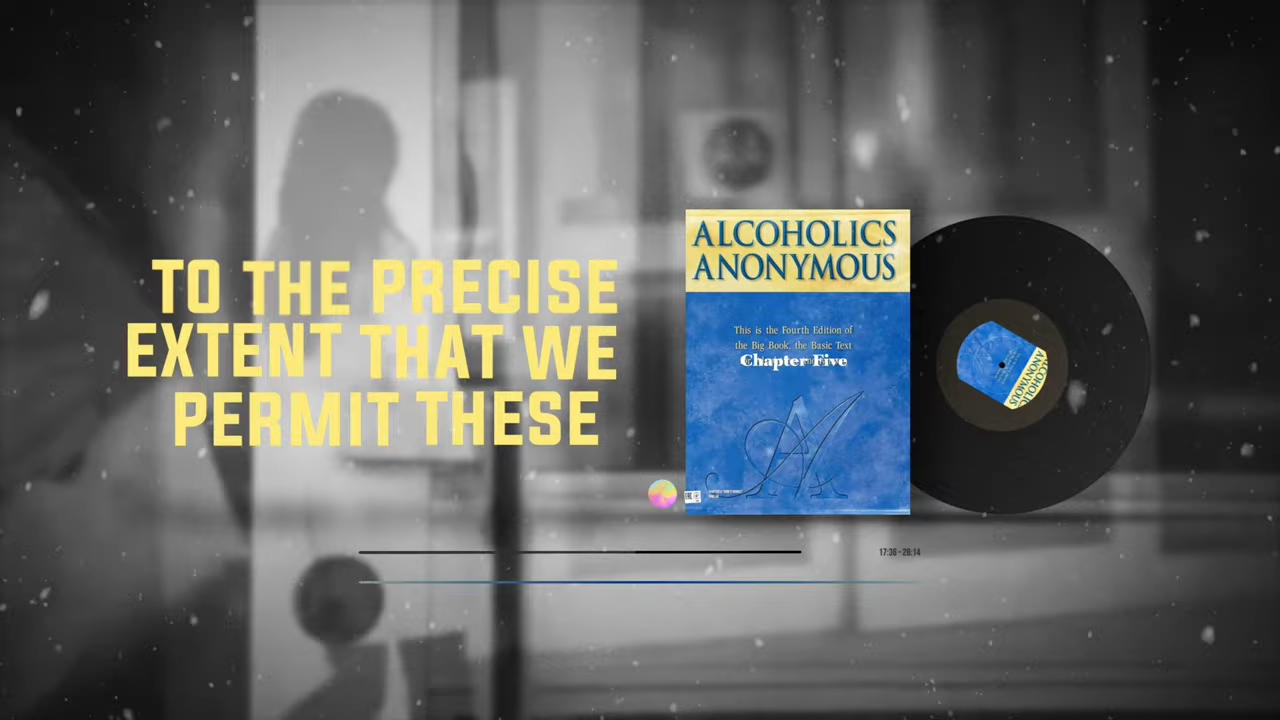 TO THE PRECISE
EXTENT THAT WE
PERMIT THESE
ALCOHOLICS
ANONYMOUS
This is the Fourth Edition of
the Big Book, the Basic Text
Chapter Five
17:36 - 26:14
ALCOHOLICS
ANONYMOUS